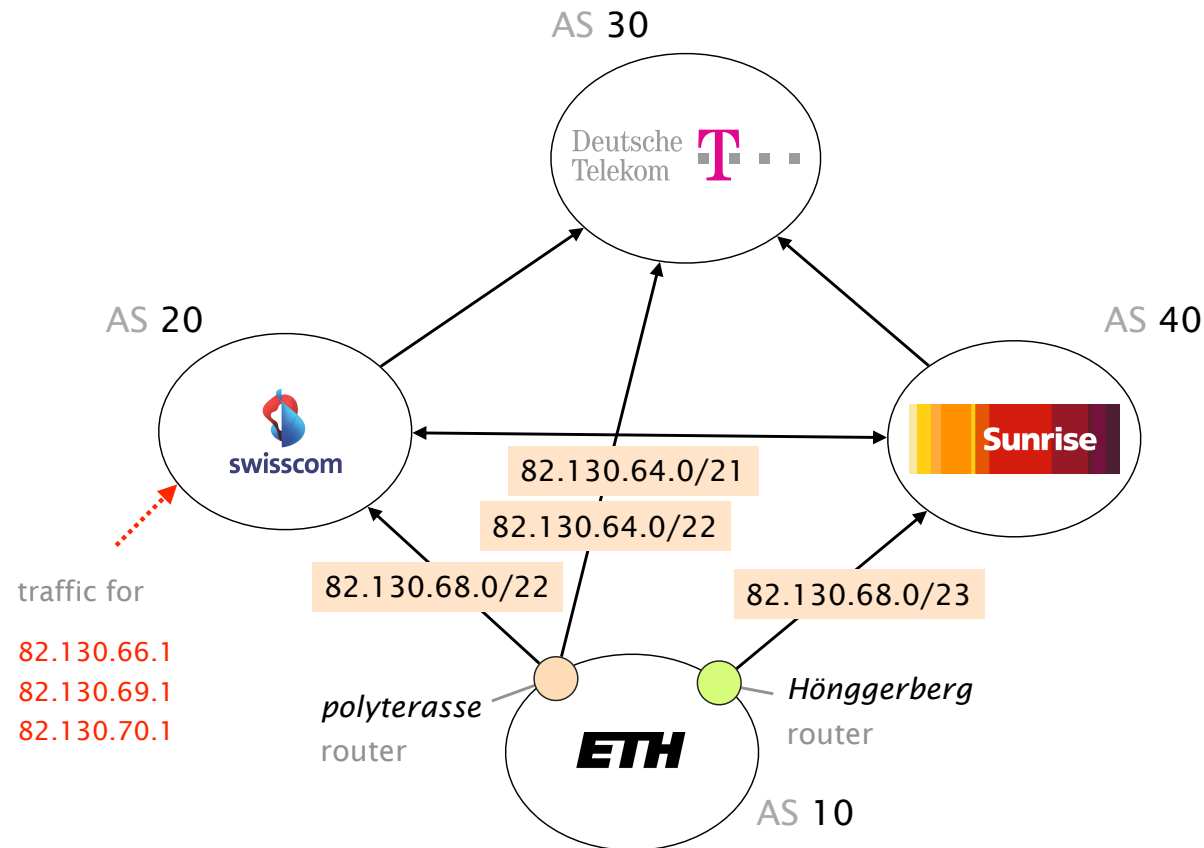 AS 30
Deutsche
Telekom
T
AS 20
AS 40
swisscom
Sunrise
82.130.64.0/21
82.130.64.0/22
82.130.68.0/22
82.130.68.0/23
traffic for
82.130.66.1
82.130.69.1
82.130.70.1
polyterasse
router
Hönggerberg
router
ETH
AS 10